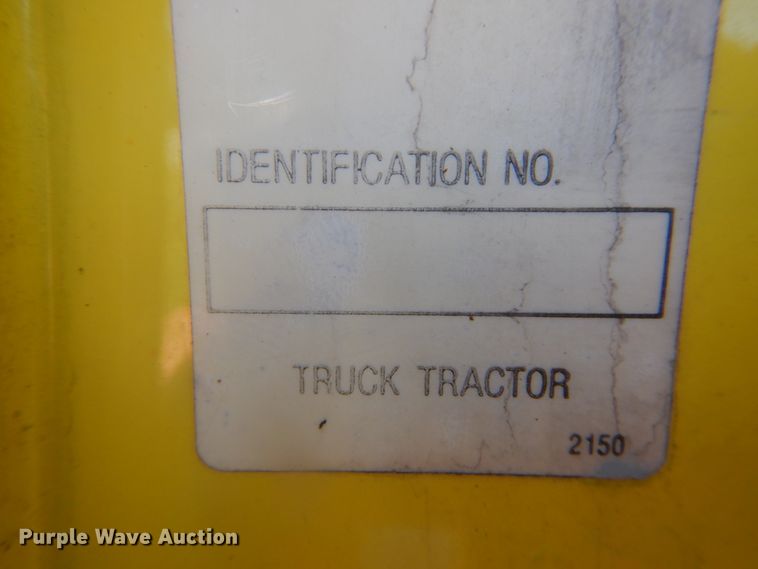 IDENTIFICATION NO.
TRUCK TRACTOR
2150
Purple Wave Auction